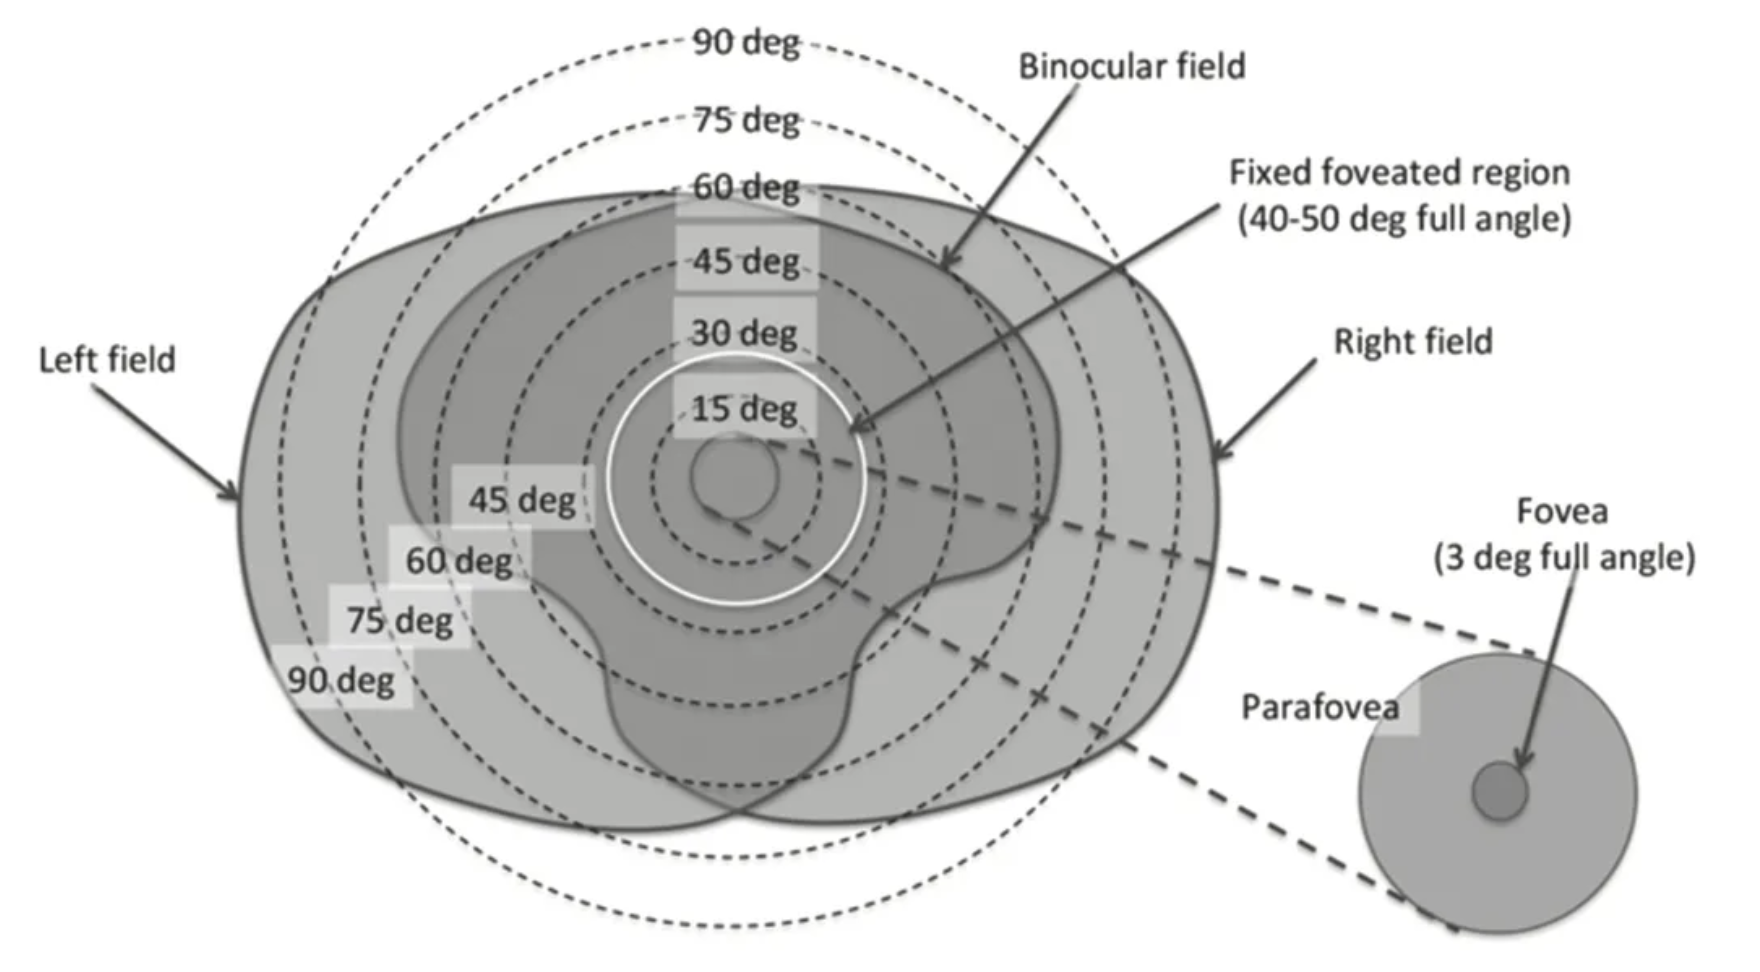 90 deg
Binocular field
75 deg
Fixed foveated region
(40-50 deg full angle)
60 deg
45 deg
30 deg
Right field
Left field
15 deg
45 deg
Fovea
(3 deg full angle)
60 deg
75 deg
90 deg
Parafovea